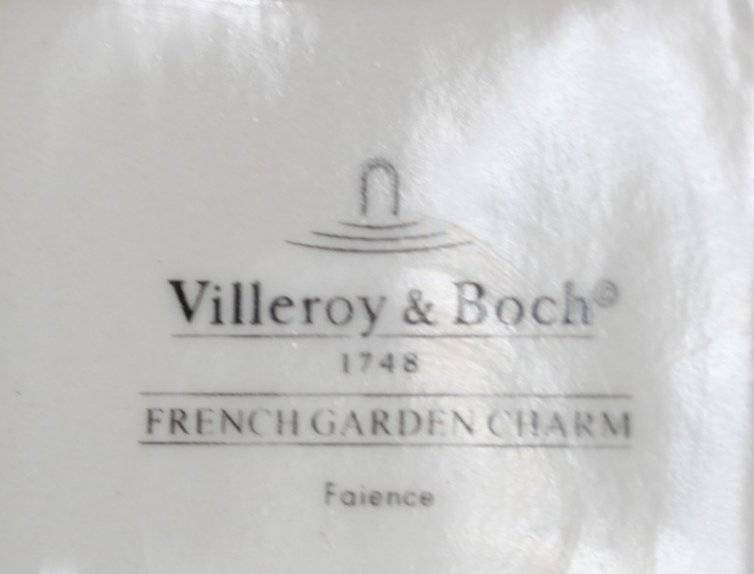 Villeroy & Boch©
1748
FRENCH GARDEN CHARM
Faience